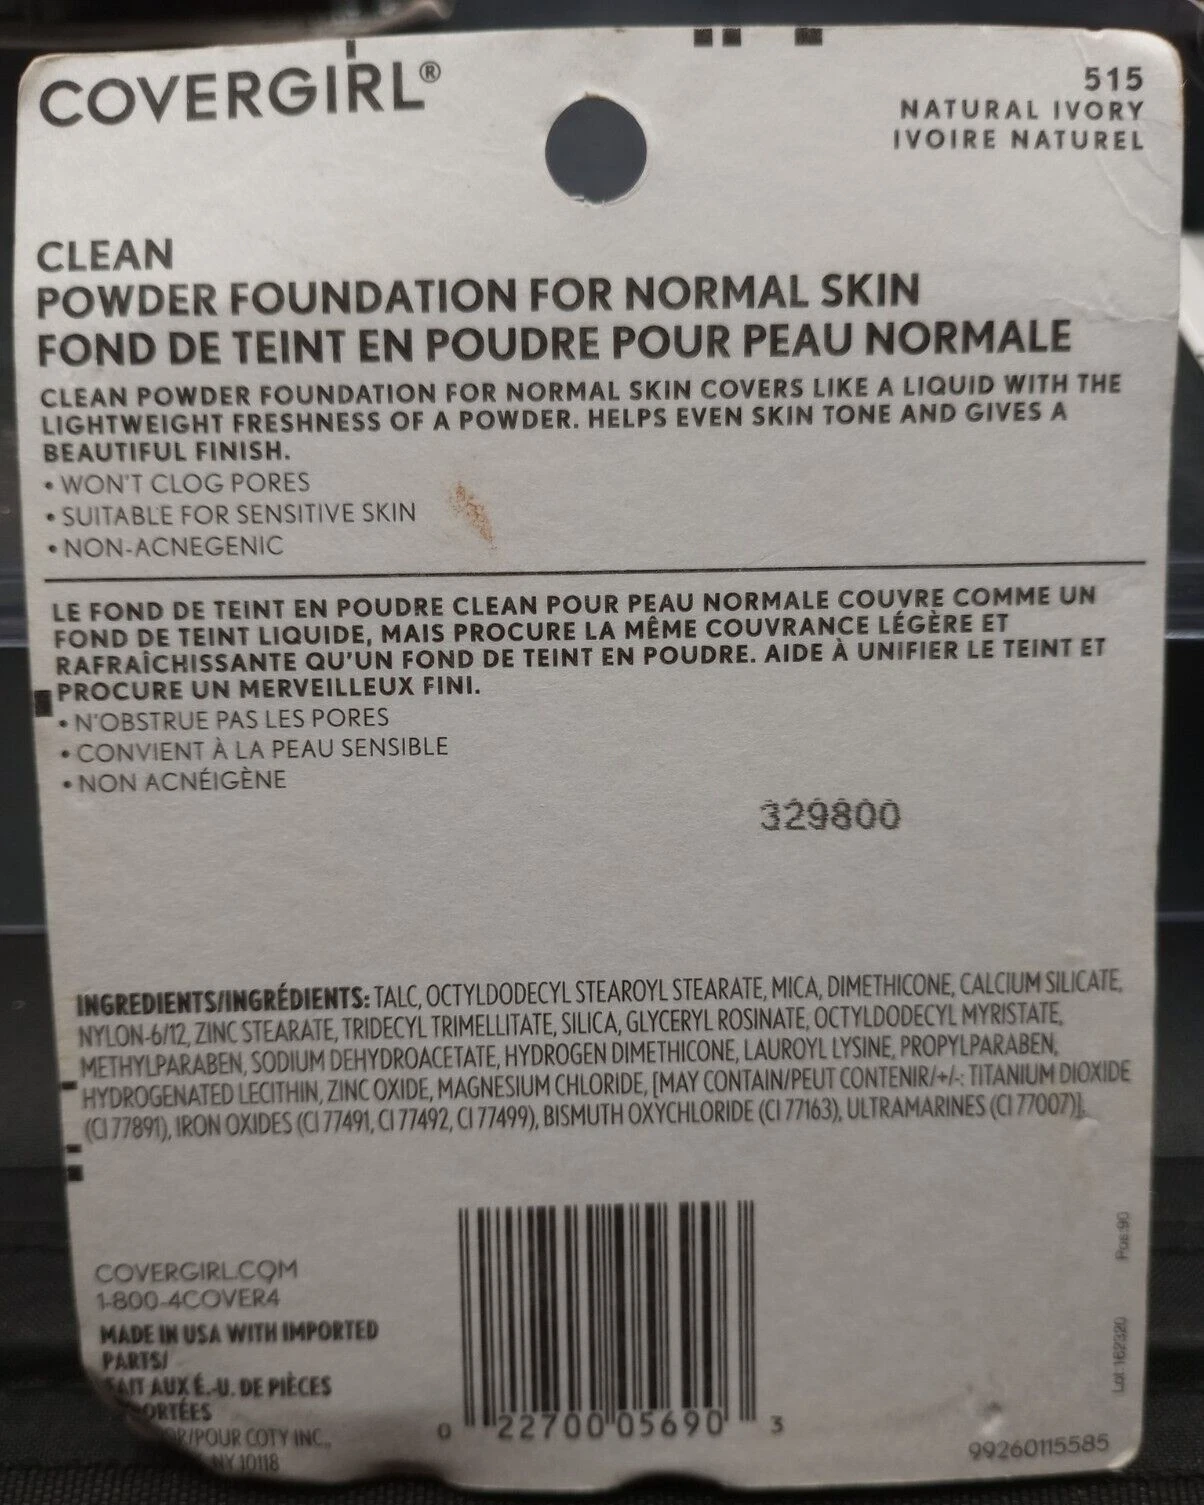 COVERGIRL®
515
NATURAL IVORY
IVOIRE NATUREL
CLEAN
POWDER FOUNDATION FOR NORMAL SKIN
FOND DE TEINT EN POUDRE POUR PEAU NORMALE
CLEAN POWDER FOUNDATION FOR NORMAL SKIN COVERS LIKE A LIQUID WITH THE
LIGHTWEIGHT FRESHNESS OF A POWDER. HELPS EVEN SKIN TONE AND GIVES A
BEAUTIFUL FINISH.
• WON'T CLOG PORES
• SUITABLE FOR SENSITIVE SKIN
• NON-ACNEGENIC
LE FOND DE TEINT EN POUDRE CLEAN POUR PEAU NORMALE COUVRE COMME UN
FOND DE TEINT LIQUIDE, MAIS PROCURE LA MÊME COUVRANCE LÉGÈRE ET
RAFRAÎCHISSANTE QU'UN FOND DE TEINT EN POUDRE. AIDE À UNIFIER LE TEINT ET
PROCURE UN MERVEILLEUX FINI.
• N'OBSTRUE PAS LES PORES
• CONVIENT À LA PEAU SENSIBLE
• NON ACNÉIGÈNE
329800
INGREDIENTS/INGRÉDIENTS: TALC, OCTYLDODECYL STEAROYL STEARATE, MICA, DIMETHICONE, CALCIUM SILICATE,
NYLON-6/12, ZINC STEARATE, TRIDECYL TRIMELLITATE, SILICA, GLYCERYL ROSINATE, OCTYLDODECYL MYRISTATE,
METHYLPARABEN, SODIUM DEHYDROACETATE, HYDROGEN DIMETHICONE, LAUROYL LYSINE, PROPYLPARABEN,
HYDROGENATED LECITHIN, ZINC OXIDE, MAGNESIUM CHLORIDE, [MAY CONTAIN/PEUT CONTENIR/+/-: TITANIUM DIOXIDE
(CI 77891), IRON OXIDES (CI 77491, CI 77492, CI 77499), BISMUTH OXYCHLORIDE (CI 77163), ULTRAMARINES (CI 77007)].
COVERGIRL.COM
1-800-4COVER4
MADE IN USA WITH IMPORTED
PARTS/
FAIT AUX É.-U. DE PIÈCES
ORTÉES
OR/POUR COTY INC.,
NY 10118
0 22700 05690 3
Lot: 162320 Pos:90
99260115585